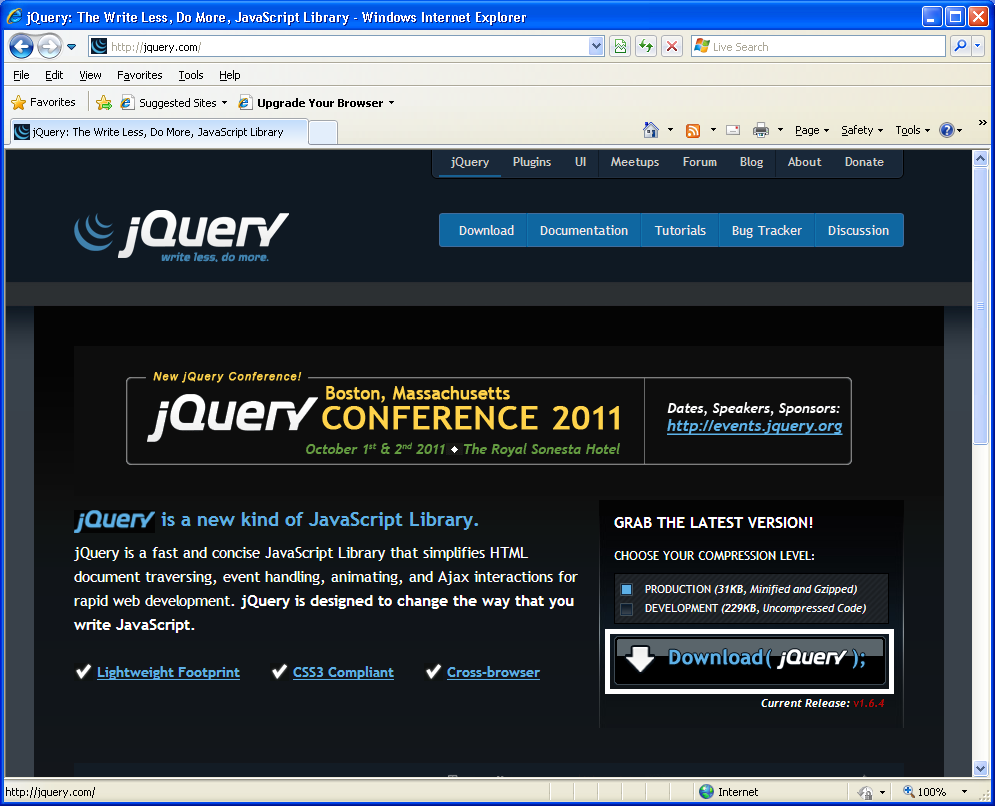 jQuery: The Write Less, Do More, JavaScript Library - Windows Internet Explorer
http://jquery.com/
Live Search
File Edit View Favorites Tools Help
Favorites Suggested Sites Upgrade Your Browser
jQuery: The Write Less, Do More, JavaScript Library
Page Safety Tools
jQuery Plugins UI Meetups Forum Blog About Donate
jQuery
write less, do more.
Download Documentation Tutorials Bug Tracker Discussion
New jQuery Conference!
jQuery
Boston, Massachusetts
CONFERENCE 2011
October 1st & 2nd 2011 ◆ The Royal Sonesta Hotel
Dates, Speakers, Sponsors:
http://events.jquery.org
jQuery is a new kind of JavaScript Library.
jQuery is a fast and concise JavaScript Library that simplifies HTML
document traversing, event handling, animating, and Ajax interactions for
rapid web development. jQuery is designed to change the way that you
write JavaScript.
Lightweight Footprint CSS3 Compliant Cross-browser
GRAB THE LATEST VERSION!
CHOOSE YOUR COMPRESSION LEVEL:
PRODUCTION (31KB, Minified and Gzipped)
DEVELOPMENT (229KB, Uncompressed Code)
Download( jQuery );
Current Release: v1.6.4
http://jquery.com/
Internet
100%